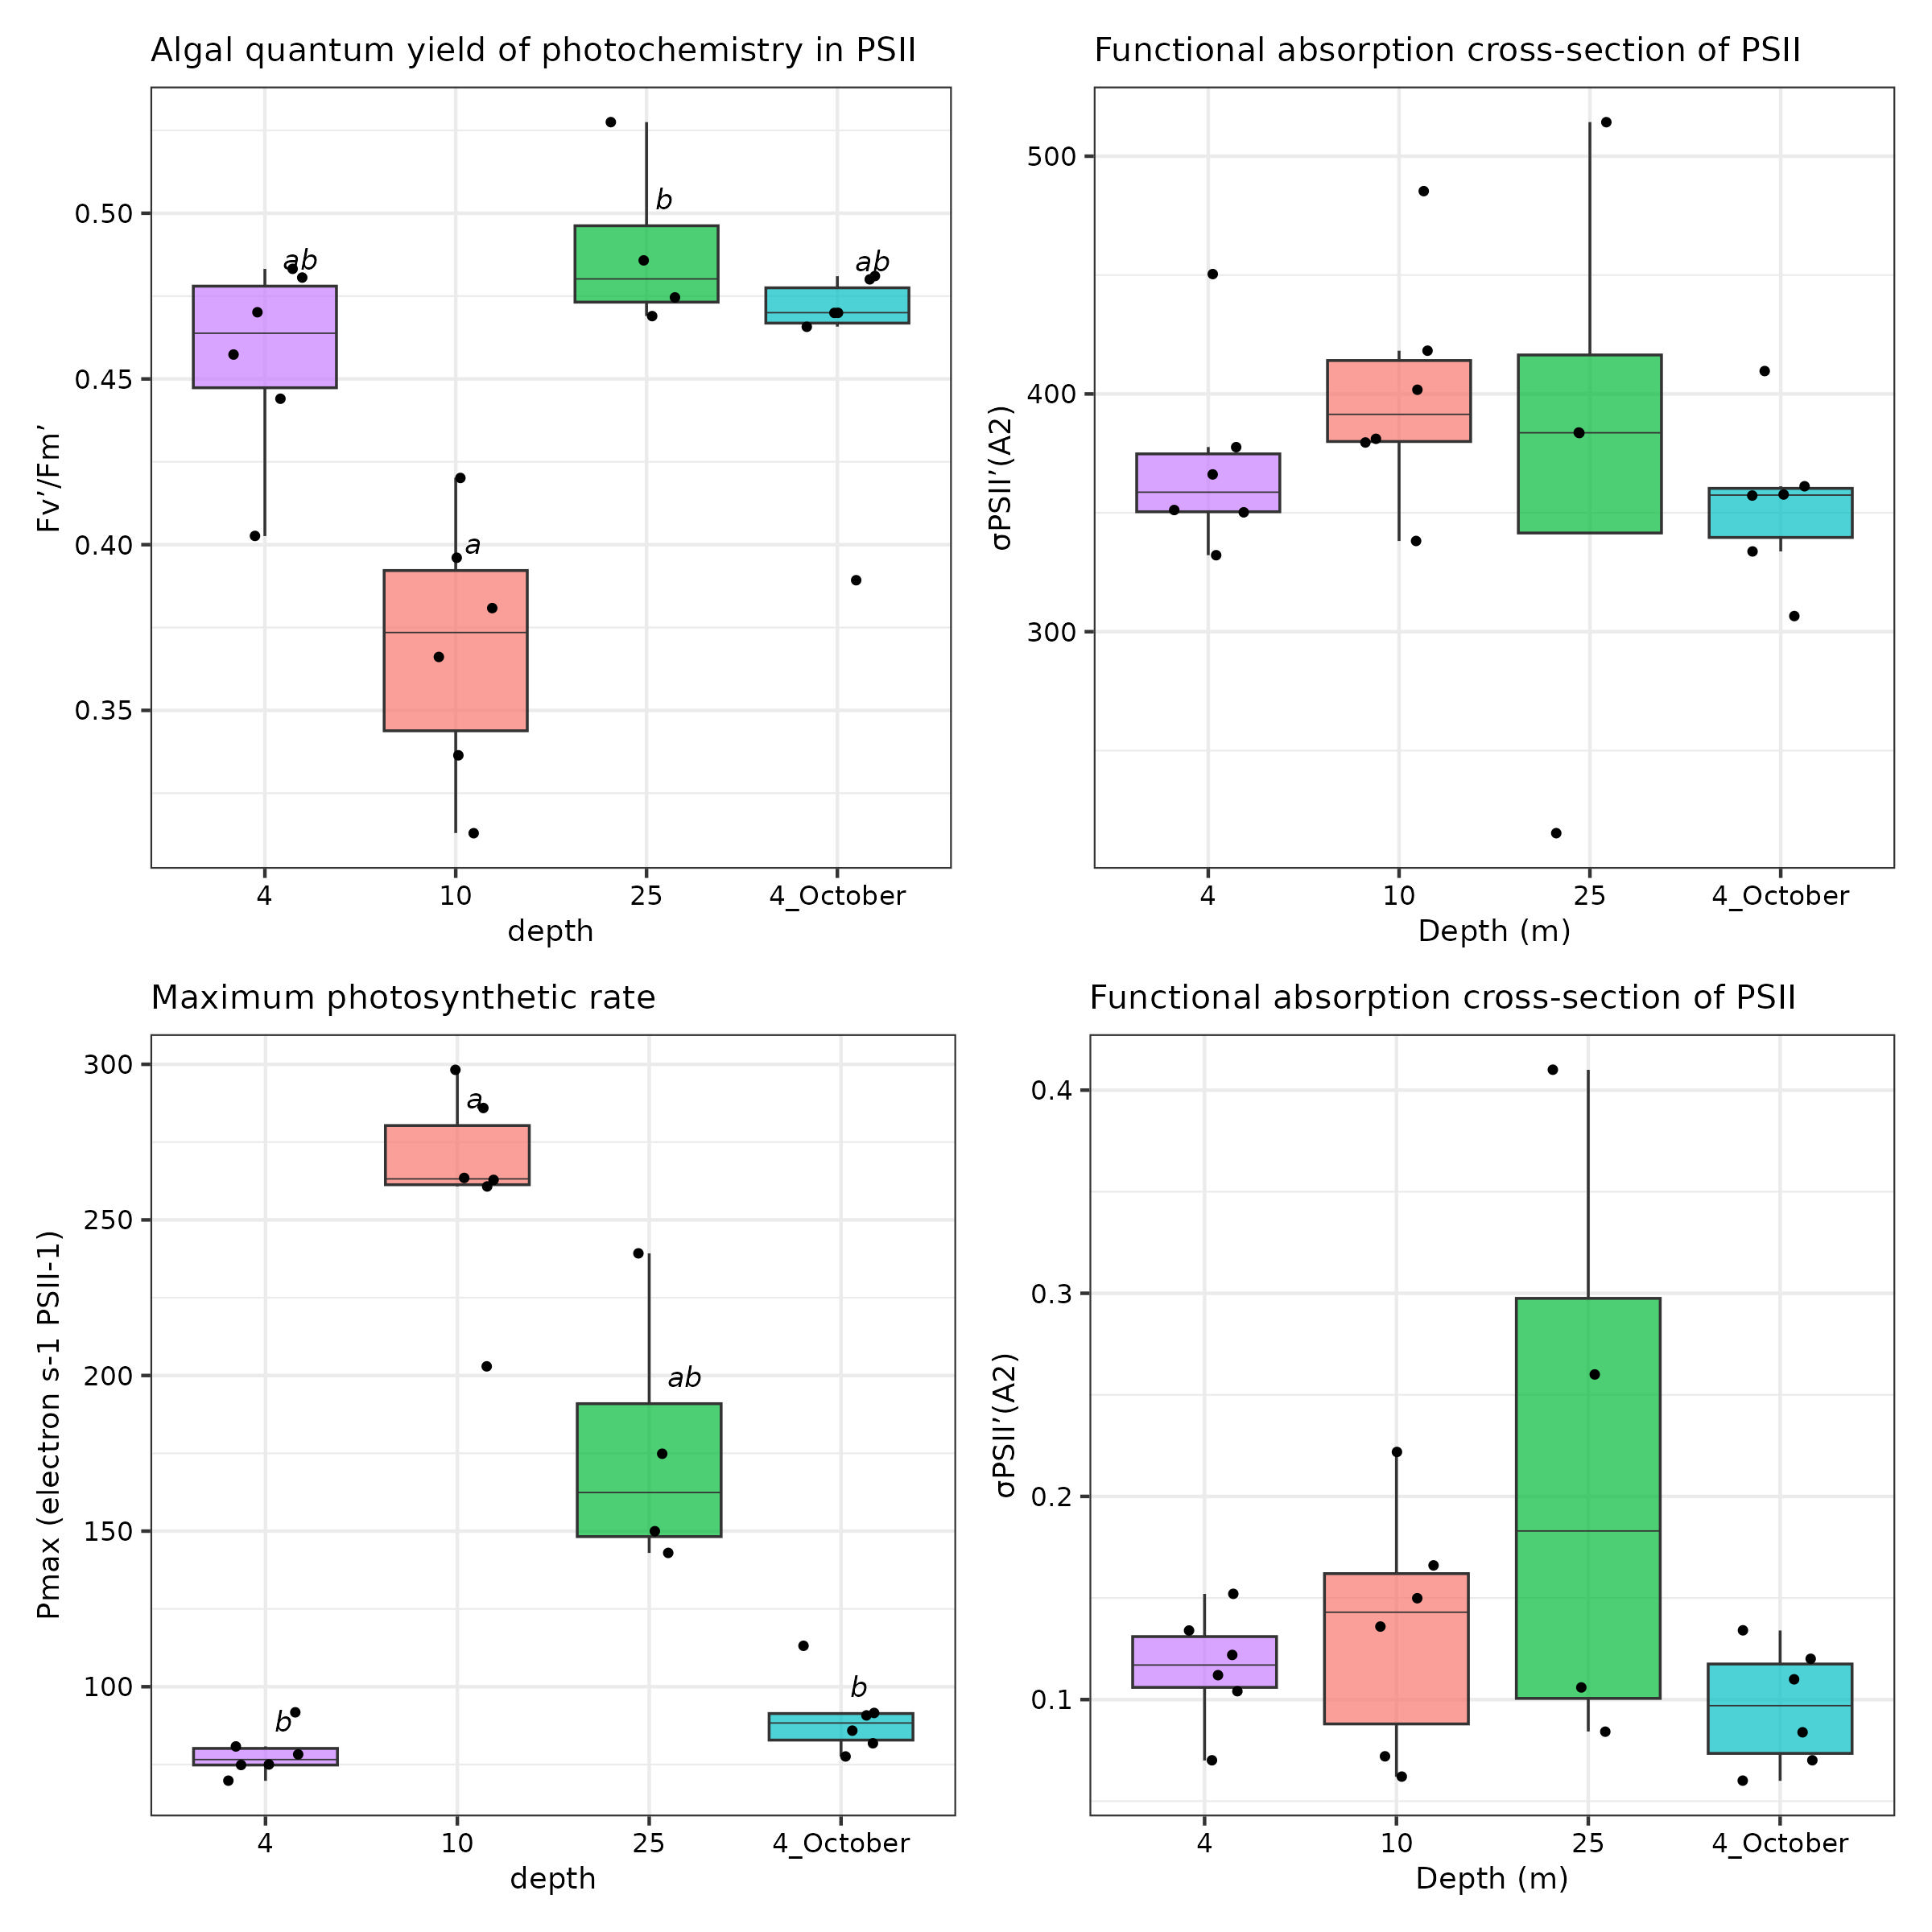 Algal quantum yield of photochemistry in PSII
Fv’/Fm’
0.50
0.45
0.40
0.35
ab
a
b
ab
4
10
25
4_October
depth
Functional absorption cross-section of PSII
σPSII’(A2)
500
400
300
4
10
25
4_October
Depth (m)
Maximum photosynthetic rate
Pmax (electron s-1 PSII-1)
300
250
200
150
100
b
a
ab
b
4
10
25
4_October
depth
Functional absorption cross-section of PSII
σPSII’(A2)
0.4
0.3
0.2
0.1
4
10
25
4_October
Depth (m)